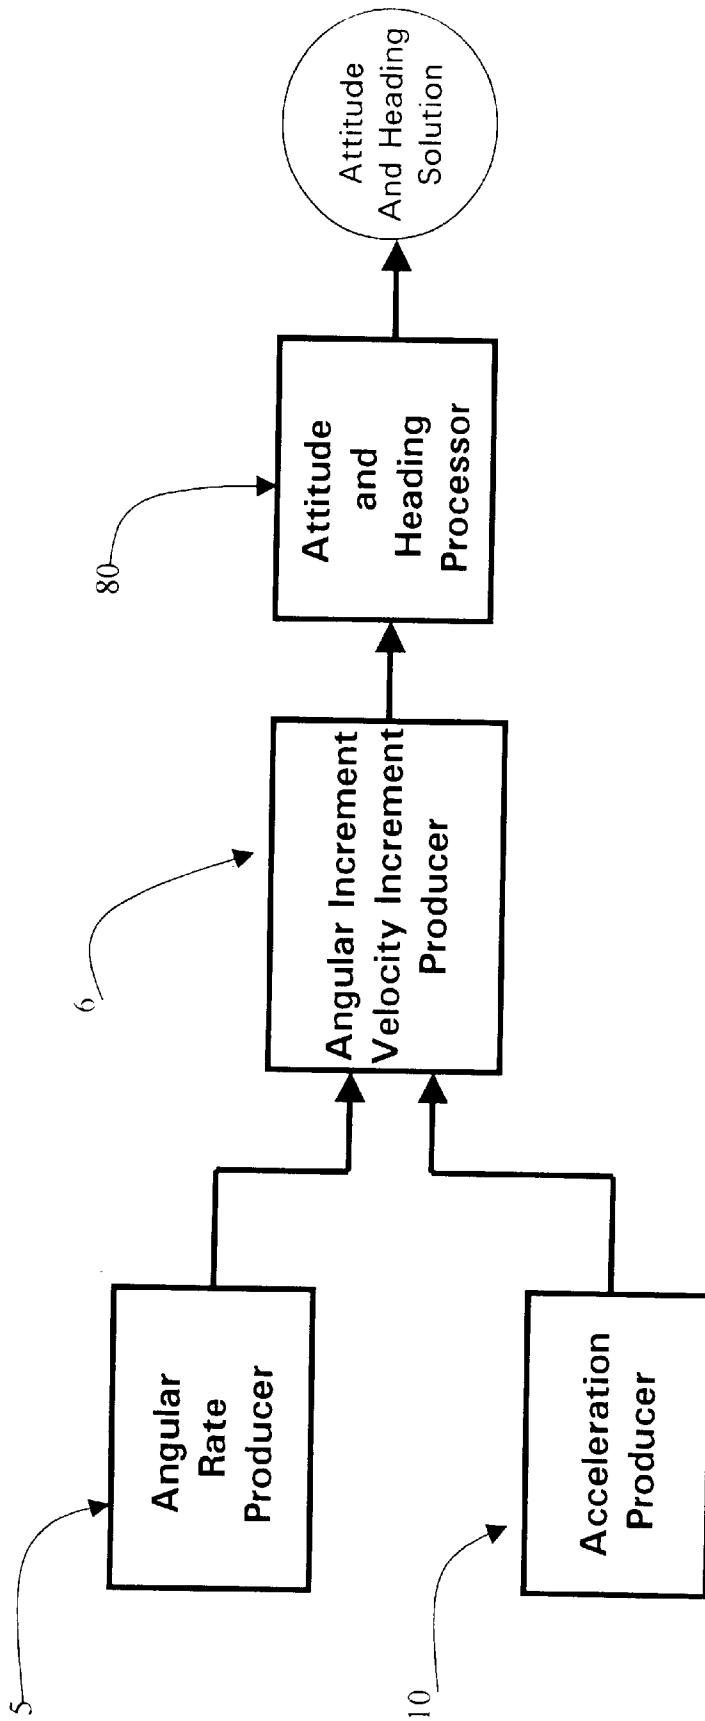 5
Angular
Rate
Producer
10
Acceleration
Producer
6
Angular Increment
Velocity Increment
Producer
80
Attitude
and
Heading
Processor
Attitude
And Heading
Solution